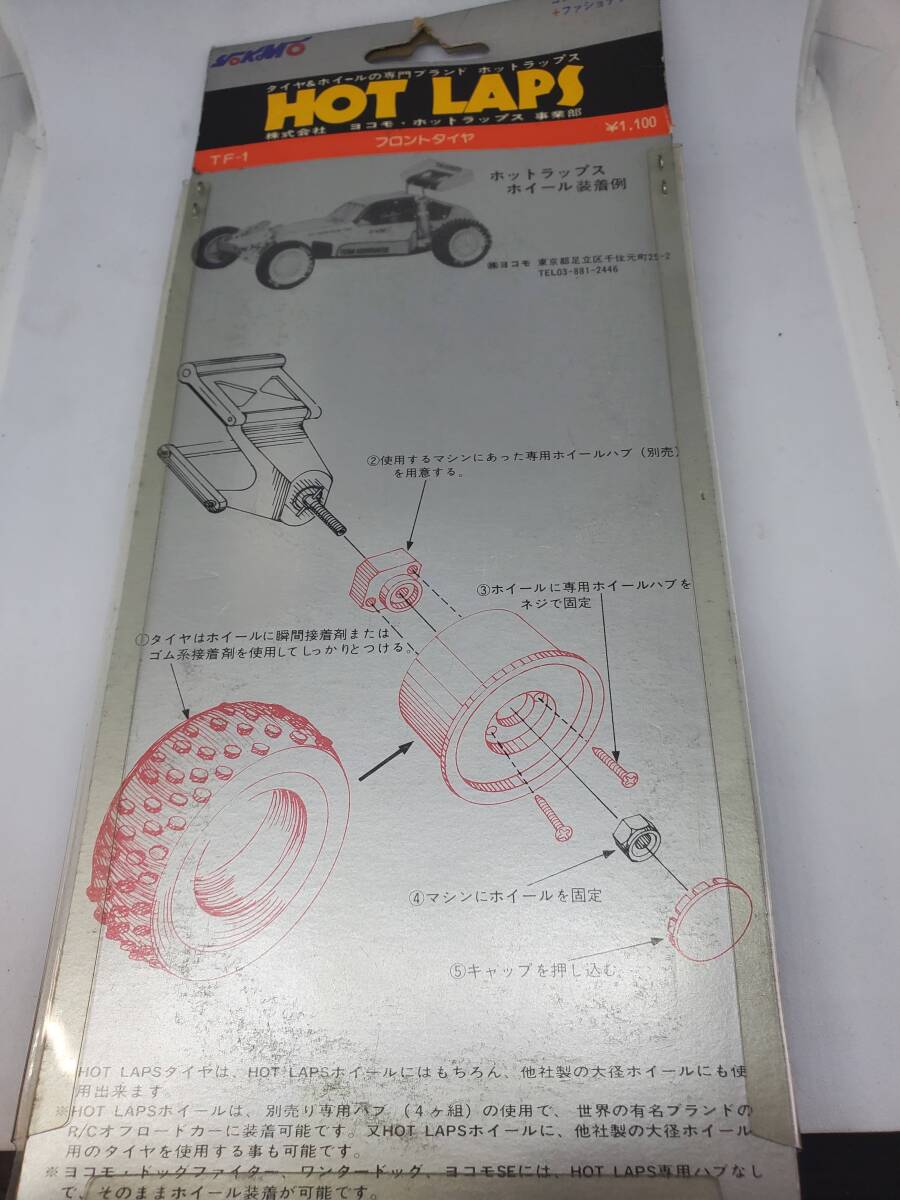 YOKOMO
+ファッション
タイヤ&ホイールの専門ブランド ホットラップス
HOT LAPS
株式会社 ヨコモ・ホットラップス 事業部
TF-1
フロントタイヤ
¥1,100
ホットラップス
ホイール装着例
㈱ヨコモ 東京都足立区千住元町25-2
TEL03-881-2446
②使用するマシンにあった専用ホイールハブ(別売)
を用意する。
③ホイールに専用ホイールハブを
ネジで固定
①タイヤはホイールに瞬間接着剤または
ゴム系接着剤を使用してしっかりとつける。
④マシンにホイールを固定
⑤キャップを押し込む
HOT LAPSタイヤは、HOT LAPSホイールにはもちろん、他社製の大径ホイールにも使
用出来ます。
※HOT LAPSホイールは、別売り専用ハブ(4ヶ組)の使用で、世界の有名ブランドの
R/Cオフロードカーに装着可能です。又HOT LAPSホイールに、他社製の大径ホイール
用のタイヤを使用する事も可能です。
※ヨコモ・ドッグファイター、ワンダードッグ、ヨコモSEには、HOT LAPS専用ハブなし
で、そのままホイール装着が可能です。